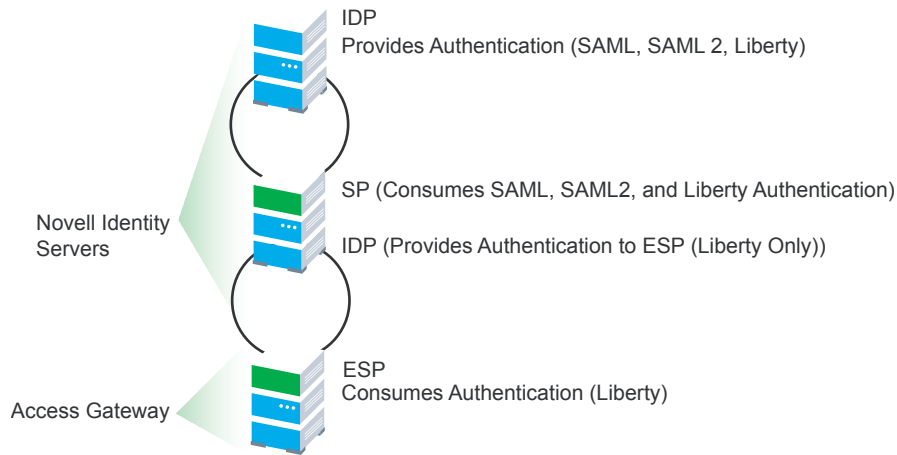 IDP
Provides Authentication (SAML, SAML 2, Liberty)
SP (Consumes SAML, SAML2, and Liberty Authentication)
Novell Identity
Servers
IDP (Provides Authentication to ESP (Liberty Only))
ESP
Consumes Authentication (Liberty)
Access Gateway